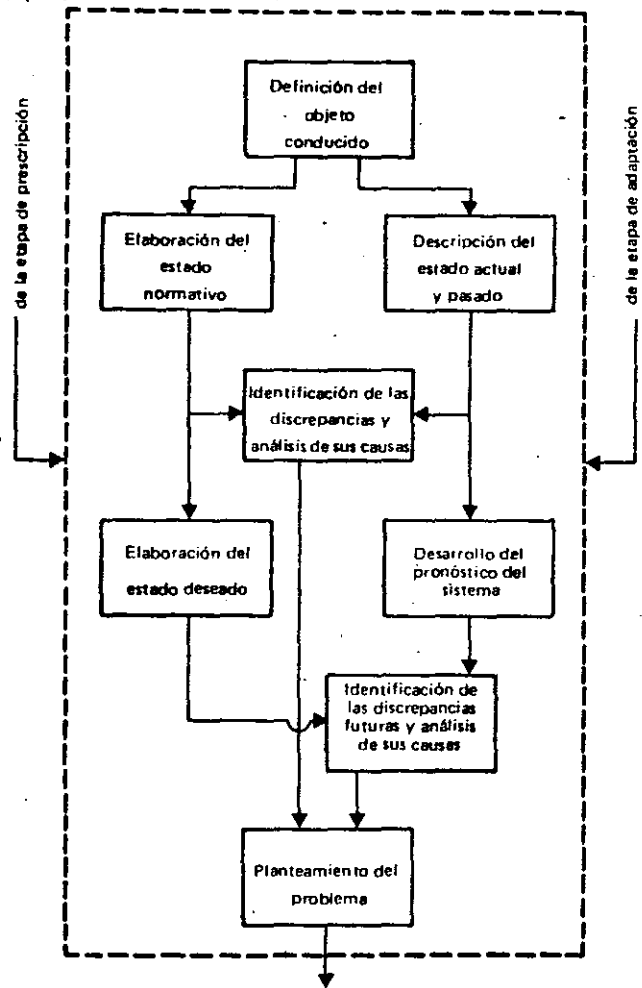 de la etapa de prescripción
de la etapa de adaptación
Definición del
objeto
conducido
Elaboración del
estado
normativo
Descripción del
estado actual
y pasado
Identificación de las
discrepancias y
análisis de sus causas
Elaboración del
estado deseado
Desarrollo del
pronóstico del
sistema
Identificación de
las discrepancias
futuras y análisis
de sus causas
Planteamiento del
problema